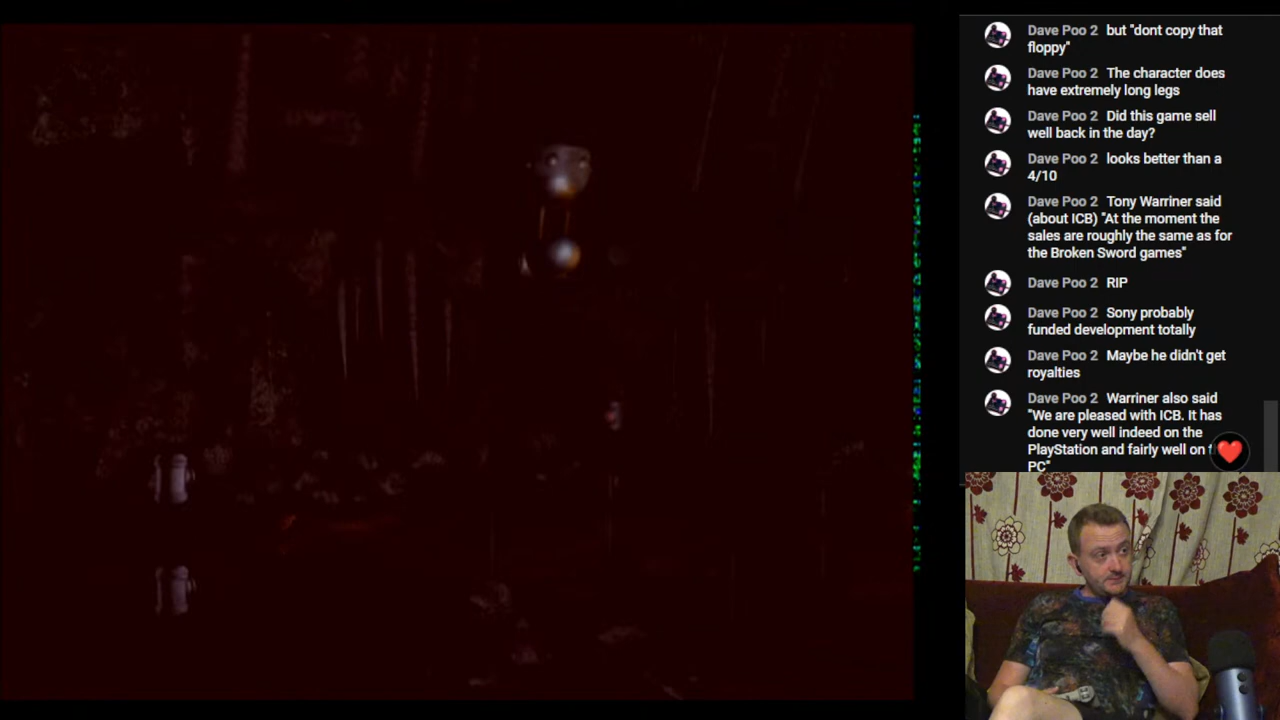 Dave Poo 2 but "dont copy that
floppy"
Dave Poo 2 The character does
have extremely long legs
Dave Poo 2 Did this game sell
well back in the day?
Dave Poo 2 looks better than a
4/10
Dave Poo 2 Tony Warriner said
(about ICB) "At the moment the
sales are roughly the same as for
the Broken Sword games"
Dave Poo 2 RIP
Dave Poo 2 Sony probably
funded development totally
Dave Poo 2 Maybe he didn't get
royalties
Dave Poo 2 Warriner also said
"We are pleased with ICB. It has
done very well indeed on the
PlayStation and fairly well on
PC"